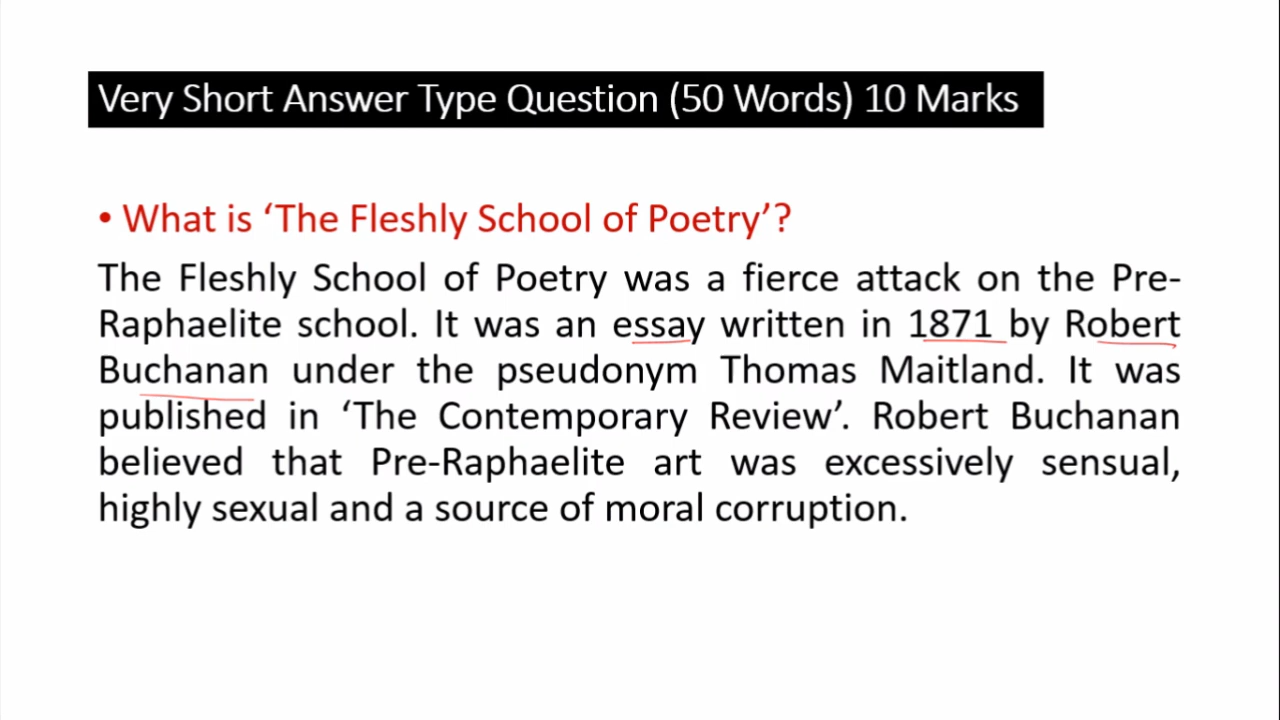 Very Short Answer Type Question (50 Words) 10 Marks
• What is ‘The Fleshly School of Poetry’?
The Fleshly School of Poetry was a fierce attack on the Pre-
Raphaelite school. It was an essay written in 1871 by Robert
Buchanan under the pseudonym Thomas Maitland. It was
published in ‘The Contemporary Review’. Robert Buchanan
believed that Pre-Raphaelite art was excessively sensual,
highly sexual and a source of moral corruption.